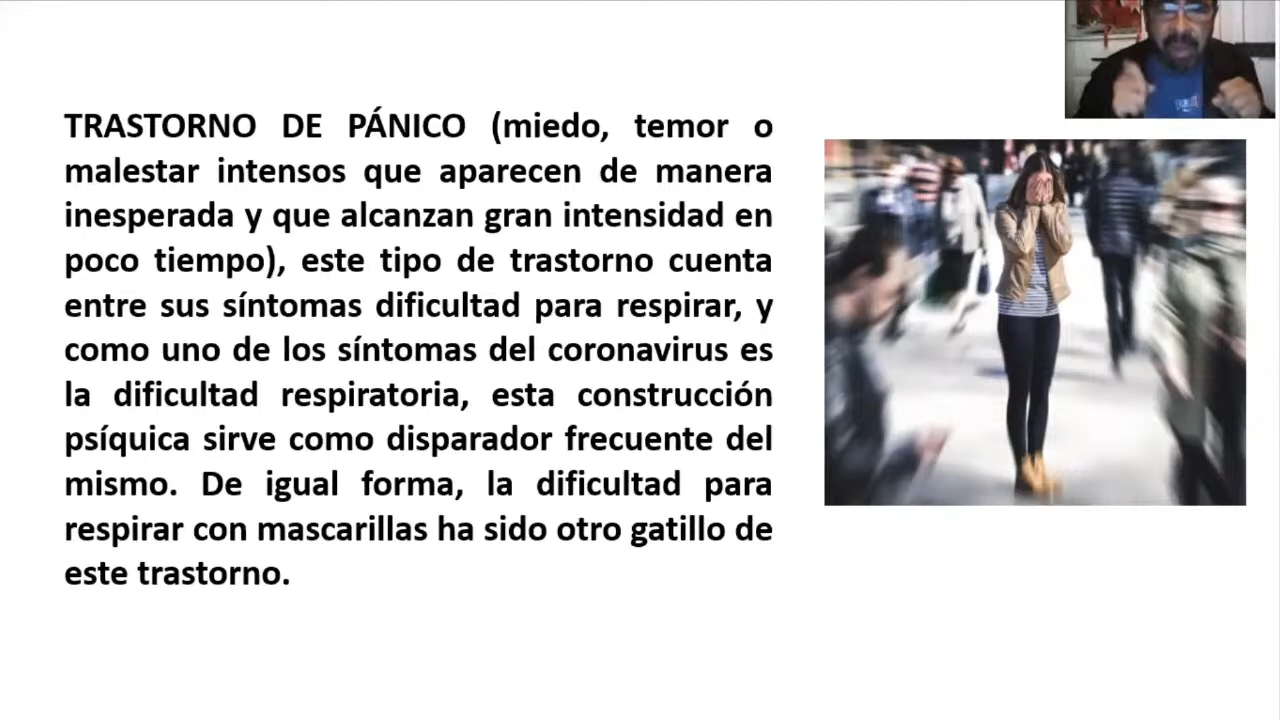 TRASTORNO DE PÁNICO (miedo, temor o
malestar intensos que aparecen de manera
inesperada y que alcanzan gran intensidad en
poco tiempo), este tipo de trastorno cuenta
entre sus síntomas dificultad para respirar, y
como uno de los síntomas del coronavirus es
la dificultad respiratoria, esta construcción
psíquica sirve como disparador frecuente del
mismo. De igual forma, la dificultad para
respirar con mascarillas ha sido otro gatillo de
este trastorno.